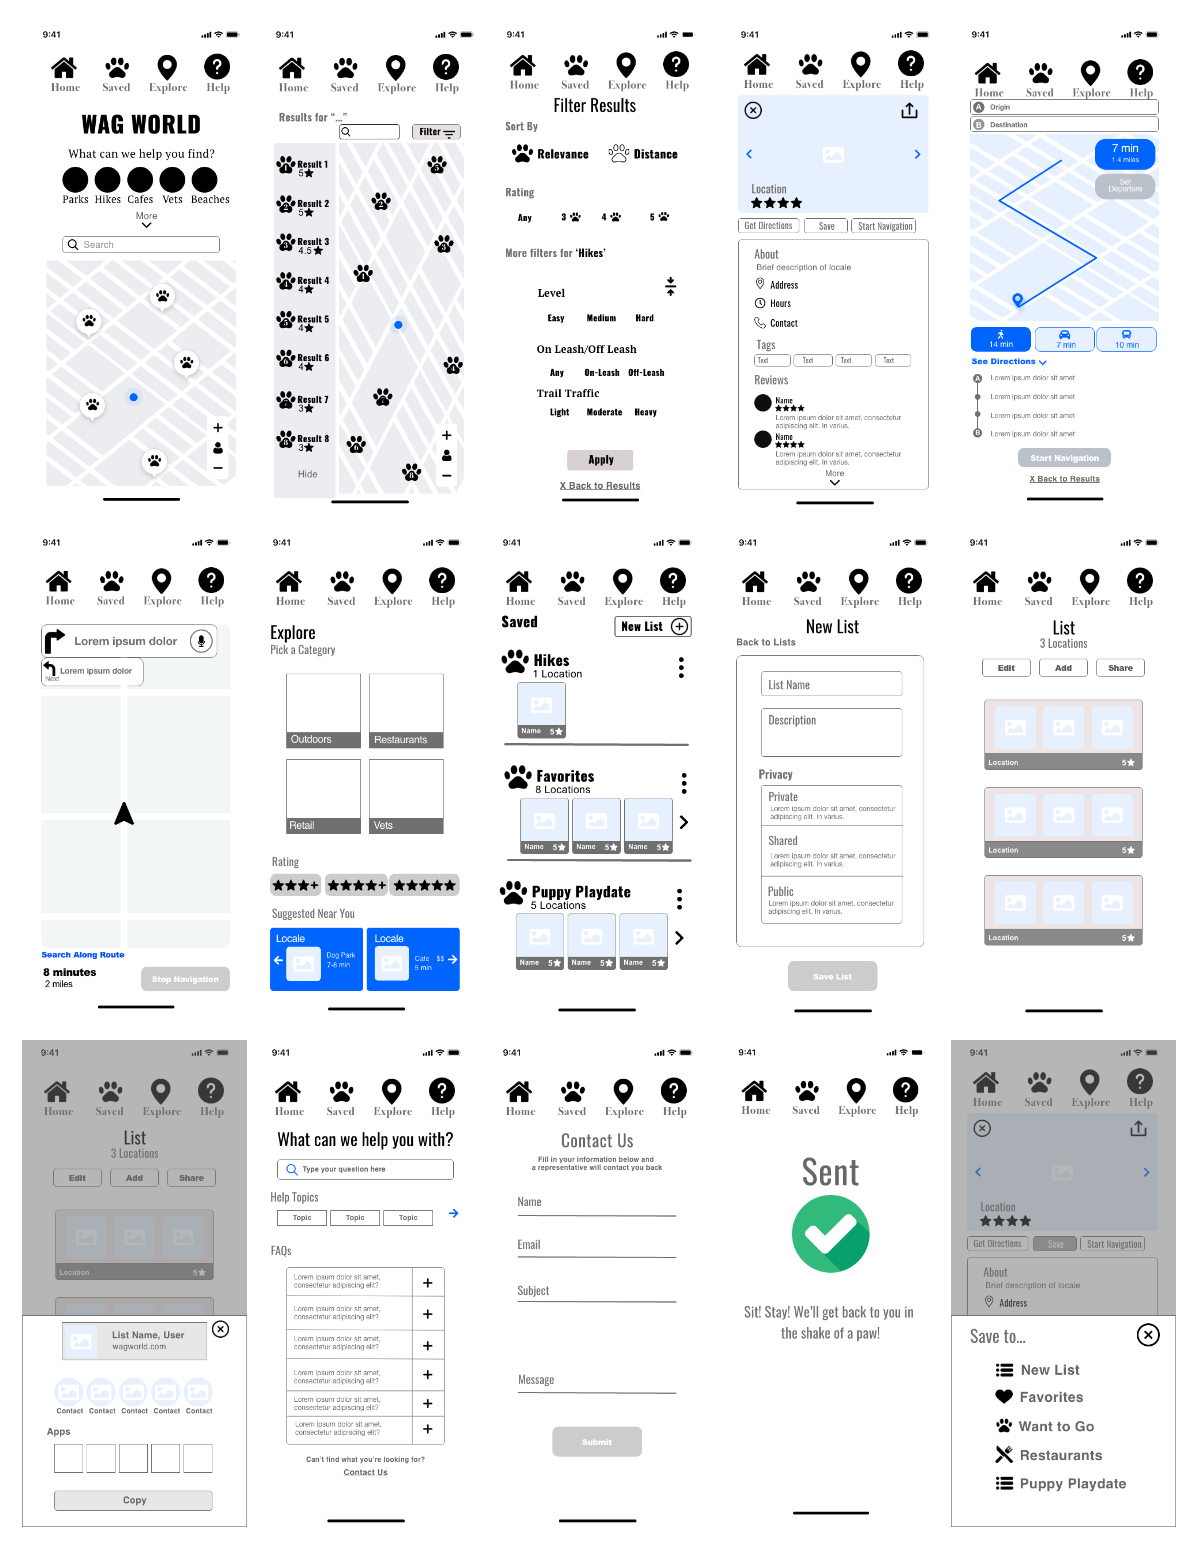 9:41
Home Saved Explore Help
WAG WORLD
What can we help you find?
Parks Hikes Cafes Vets Beaches
More
Search
9:41
Home Saved Explore Help
Results for “...”
Filter
Result 1
5★
Result 2
5★
Result 3
4.5★
Result 4
4★
Result 5
4★
Result 6
4★
Result 7
3★
Result 8
3★
Hide
9:41
Home Saved Explore Help
Filter Results
Sort By
Relevance Distance
Rating
Any 3 4 5
More filters for ‘Hikes’
Level
Easy Medium Hard
On Leash/Off Leash
Any On-Leash Off-Leash
Trail Traffic
Light Moderate Heavy
Apply
X Back to Results
9:41
Home Saved Explore Help
Location
★★★★
Get Directions Save Start Navigation
About
Brief description of locale
Address
Hours
Contact
Tags
Text Text Text Text
Reviews
Name
★★★★
Lorem ipsum dolor sit amet, consectetur
adipiscing elit. In varius.
Name
★★★★
Lorem ipsum dolor sit amet, consectetur
adipiscing elit. In varius.
More
9:41
Home Saved Explore Help
A Origin
B Destination
7 min
1.4 miles
Set
Departure
14 min 7 min 10 min
See Directions
A Lorem ipsum dolor sit amet
Lorem ipsum dolor sit amet
Lorem ipsum dolor sit amet
B Lorem ipsum dolor sit amet
Start Navigation
X Back to Results
9:41
Home Saved Explore Help
Lorem ipsum dolor
Lorem ipsum dolor
Next
Search Along Route
8 minutes
2 miles
Stop Navigation
9:41
Home Saved Explore Help
Explore
Pick a Category
Outdoors Restaurants
Retail Vets
Rating
★★★+ ★★★★+ ★★★★★
Suggested Near You
Locale
Dog Park
7-8 min
Locale
Cafe $$
5 min
9:41
Home Saved Explore Help
Saved
New List
Hikes
1 Location
Name 5★
Favorites
8 Locations
Name 5★ Name 5★ Name 5★
Puppy Playdate
5 Locations
Name 5★ Name 5★ Name 5★
9:41
Home Saved Explore Help
New List
Back to Lists
List Name
Description
Privacy
Private
Lorem ipsum dolor sit amet, consectetur
adipiscing elit. In varius.
Shared
Lorem ipsum dolor sit amet, consectetur
adipiscing elit. In varius.
Public
Lorem ipsum dolor sit amet, consectetur
adipiscing elit. In varius.
Save List
9:41
Home Saved Explore Help
List
3 Locations
Edit Add Share
Location 5★
Location 5★
Location 5★
9:41
Home Saved Explore Help
List
3 Locations
Edit Add Share
Location 5★
List Name, User
wagworld.com
Contact Contact Contact Contact Contact
Apps
Copy
9:41
Home Saved Explore Help
What can we help you with?
Type your question here
Help Topics
Topic Topic Topic
FAQs
Lorem ipsum dolor sit amet,
consectetur adipiscing elit?
Lorem ipsum dolor sit amet,
consectetur adipiscing elit?
Lorem ipsum dolor sit amet,
consectetur adipiscing elit?
Lorem ipsum dolor sit amet,
consectetur adipiscing elit?
Lorem ipsum dolor sit amet,
consectetur adipiscing elit?
Lorem ipsum dolor sit amet,
consectetur adipiscing elit?
Can't find what you're looking for?
Contact Us
9:41
Home Saved Explore Help
Contact Us
Fill in your information below and
a representative will contact you back
Name
Email
Subject
Message
Submit
9:41
Home Saved Explore Help
Sent
Sit! Stay! We'll get back to you in
the shake of a paw!
9:41
Home Saved Explore Help
Location
★★★★
Get Directions Save Start Navigation
About
Brief description of locale
Address
Save to...
New List
Favorites
Want to Go
Restaurants
Puppy Playdate